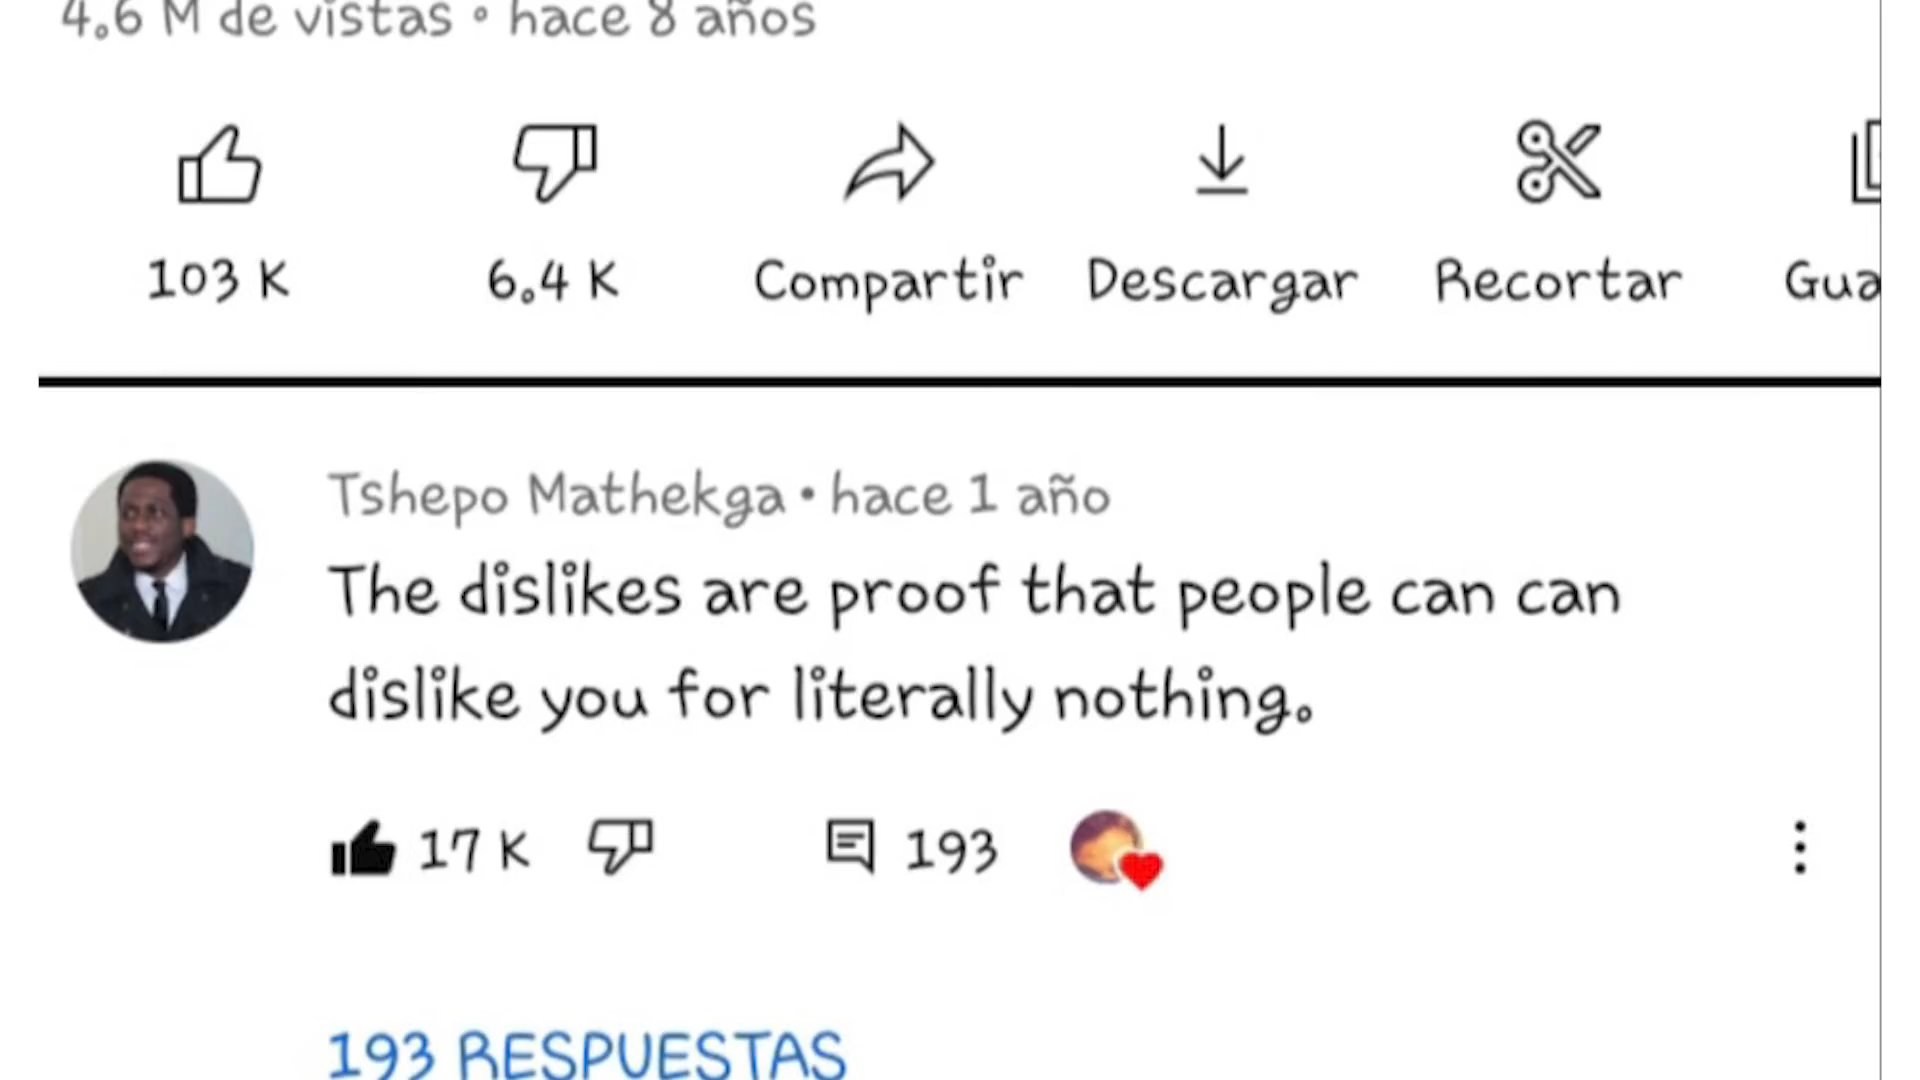 4.6 M de vistas • hace 8 años
103 K 6.4 K Compartir Descargar Recortar Gua
Tshepo Mathekga • hace 1 año
The dislikes are proof that people can can
dislike you for literally nothing.
17 K 193
193 RESPUESTAS